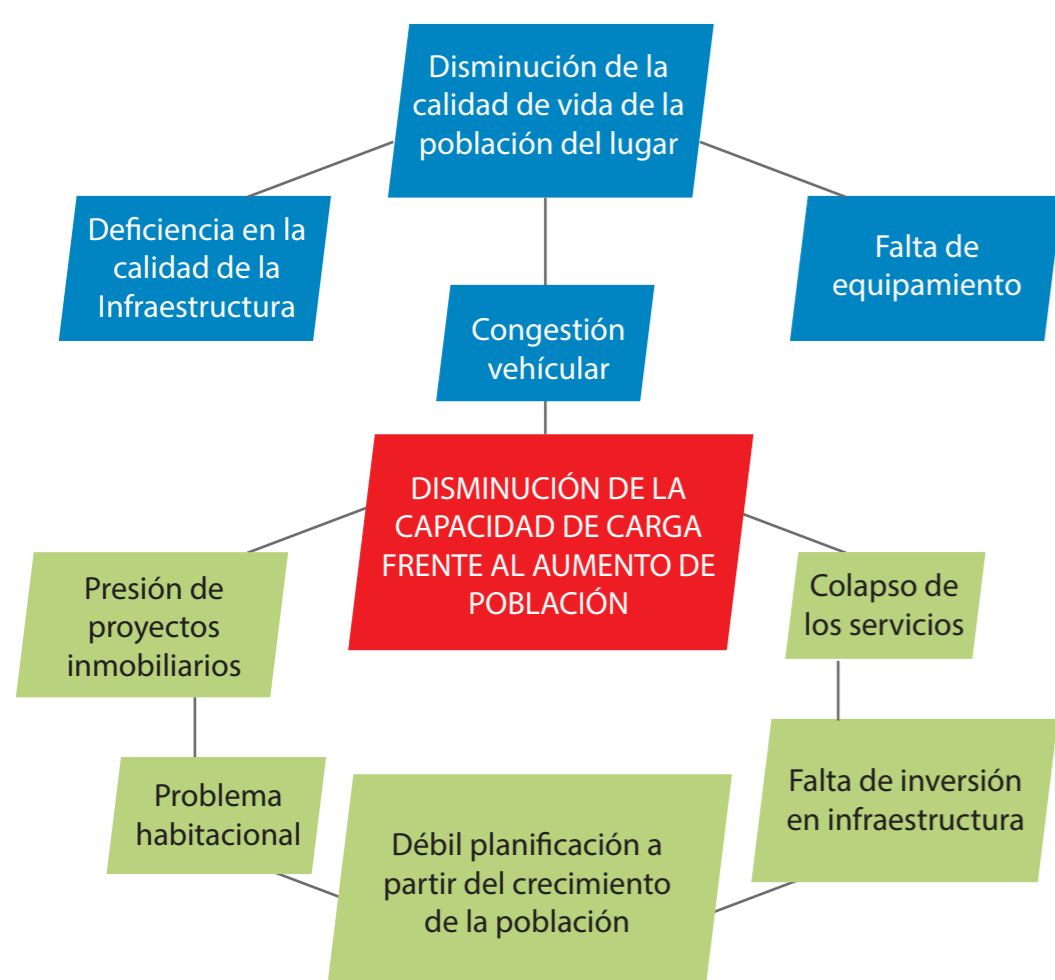 Disminución de la
calidad de vida de la
población del lugar
Deficiencia en la
calidad de la
Infraestructura
Falta de
equipamiento
Congestión
vehícular
DISMINUCIÓN DE LA
CAPACIDAD DE CARGA
FRENTE AL AUMENTO DE
POBLACIÓN
Presión de
proyectos
inmobiliarios
Colapso de
los servicios
Problema
habitacional
Falta de inversión
en infraestructura
Débil planificación a
partir del crecimiento
de la población